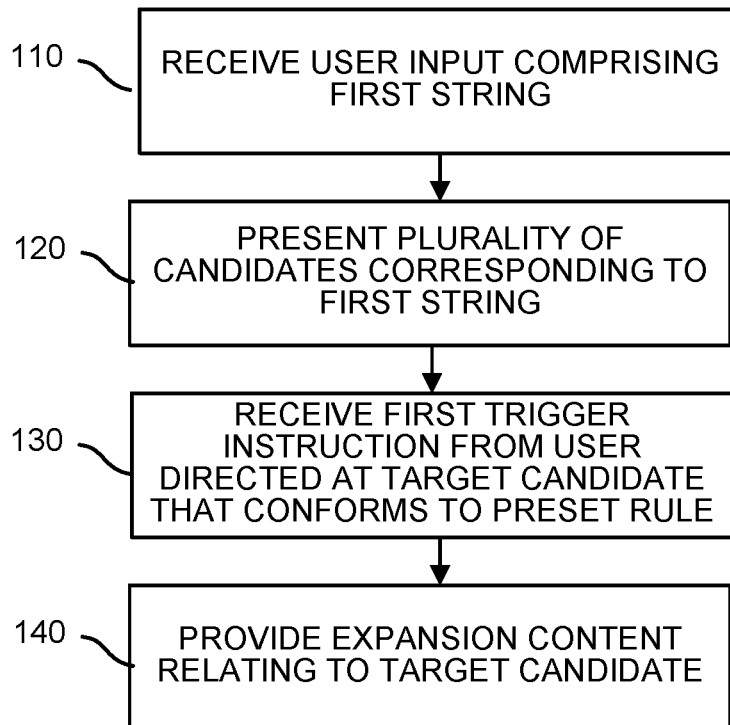 110
RECEIVE USER INPUT COMPRISING
FIRST STRING
120
PRESENT PLURALITY OF
CANDIDATES CORRESPONDING TO
FIRST STRING
130
RECEIVE FIRST TRIGGER
INSTRUCTION FROM USER
DIRECTED AT TARGET CANDIDATE
THAT CONFORMS TO PRESET RULE
140
PROVIDE EXPANSION CONTENT
RELATING TO TARGET CANDIDATE